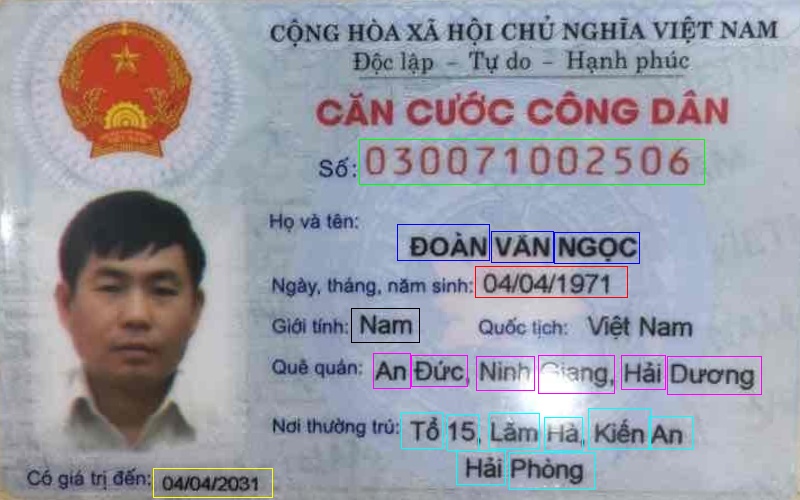 CỘNG HÒA XÃ HỘI CHỦ NGHĨA VIỆT NAM
Độc lập - Tự do - Hạnh phúc
CĂN CƯỚC CÔNG DÂN
Số: 030071002506
Họ và tên:
ĐOÀN VĂN NGỌC
Ngày, tháng, năm sinh: 04/04/1971
Giới tính: Nam Quốc tịch: Việt Nam
Quê quán: An Đức, Ninh Giang, Hải Dương
Nơi thường trú: Tổ 15, Lãm Hà, Kiến An
Hải Phòng
Có giá trị đến: 04/04/2031